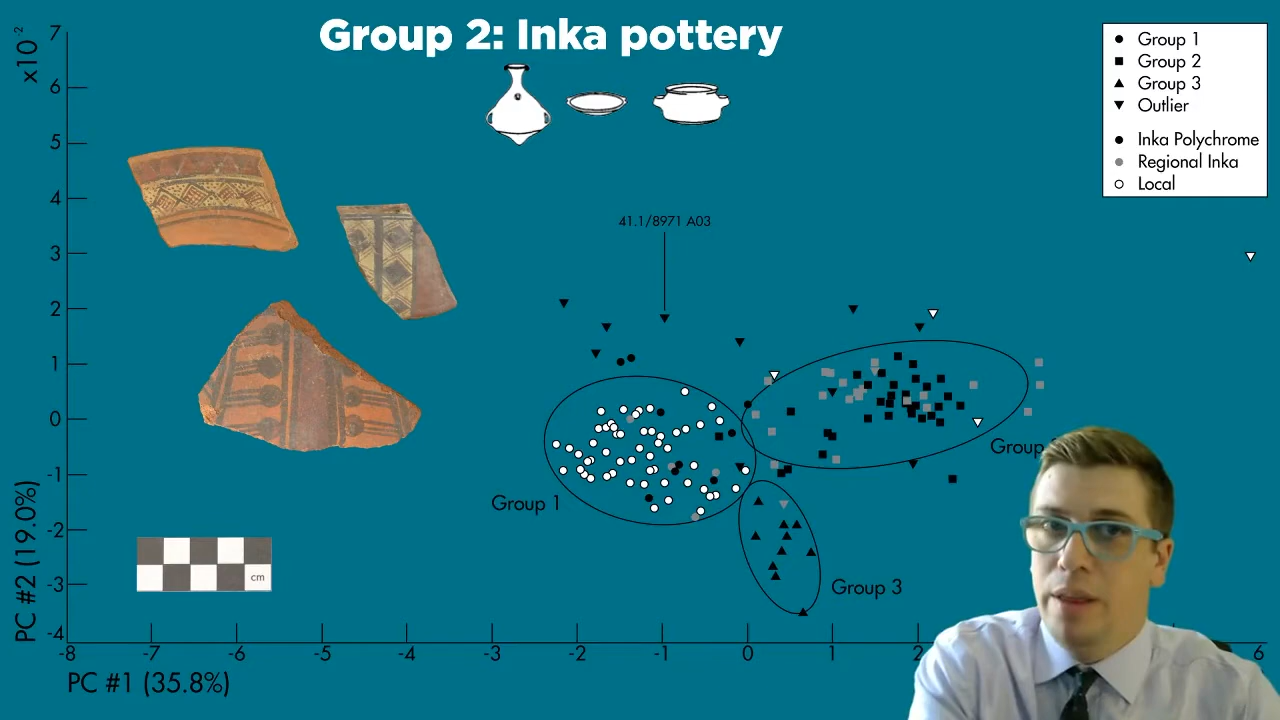 Group 2: Inka pottery
x10⁻²
7
6
5
4
3
2
1
0
-1
-2
-3
-4
PC #2 (19.0%)
Group 1
Group 2
Group 3
Outlier
Inka Polychrome
Regional Inka
Local
41.1/8971 A03
Group
Group 1
Group 3
cm
-8
-7
-6
-5
-4
-3
-2
-1
0
1
2
6
PC #1 (35.8%)